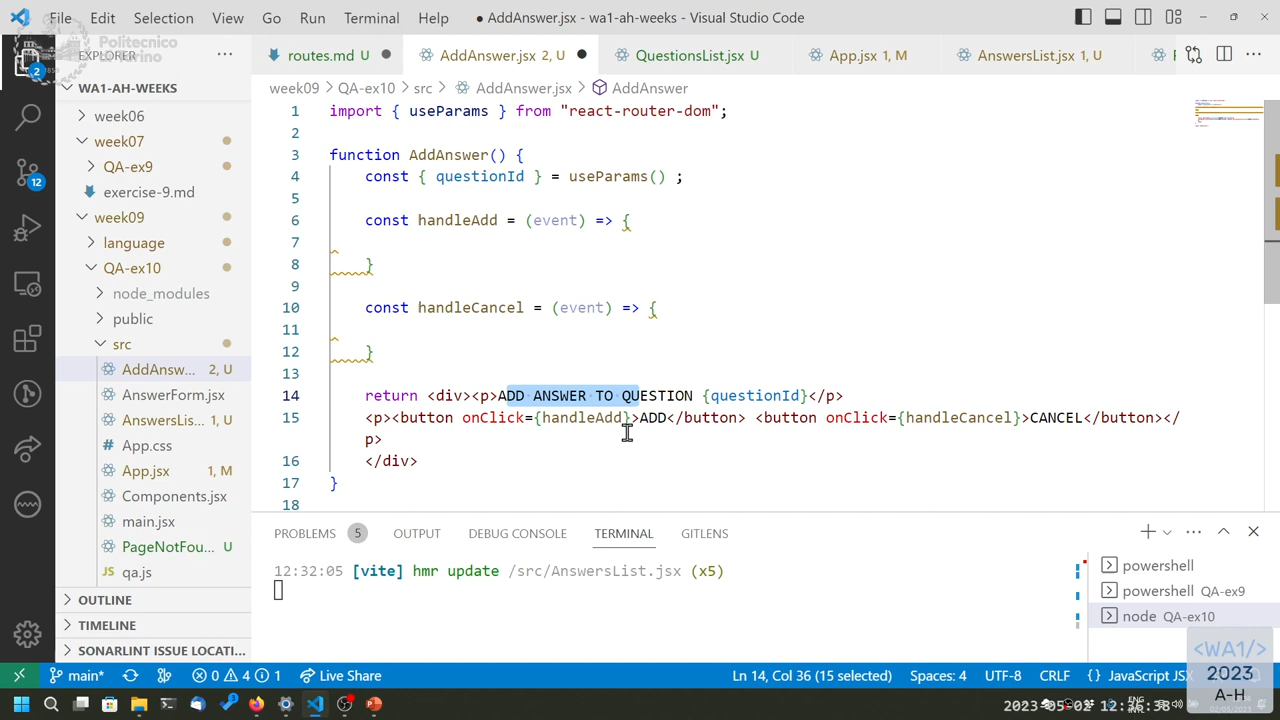 File Edit Selection View Go Run Terminal Help ● AddAnswer.jsx - wa1-ah-weeks - Visual Studio Code
Politecnico
di Torino
EXPLORER ···
routes.md U ● AddAnswer.jsx 2, U ● QuestionsList.jsx U App.jsx 1, M AnswersList.jsx 1, U
2
WA1-AH-WEEKS
week09 > QA-ex10 > src > AddAnswer.jsx > AddAnswer
week06
week07
QA-ex9
exercise-9.md
week09
language
QA-ex10
node_modules
public
src
AddAnsw... 2, U
AnswerForm.jsx
AnswersLis... 1, U
App.css
App.jsx 1, M
Components.jsx
main.jsx
PageNotFou... U
qa.js
OUTLINE
TIMELINE
SONARLINT ISSUE LOCATI...
12
1 import { useParams } from "react-router-dom";
2
3 function AddAnswer() {
4 const { questionId } = useParams() ;
5
6 const handleAdd = (event) => {
7
8 }
9
10 const handleCancel = (event) => {
11
12 }
13
14 return <div><p>ADD ANSWER TO QUESTION {questionId}</p>
15 <p><button onClick={handleAdd}>ADD</button> <button onClick={handleCancel}>CANCEL</button></
p>
16 </div>
17 }
18
PROBLEMS 5 OUTPUT DEBUG CONSOLE TERMINAL GITLENS
12:32:05 [vite] hmr update /src/AnswersList.jsx (x5)
powershell
powershell QA-ex9
node QA-ex10
main* 0 4 1 Live Share Ln 14, Col 36 (15 selected) Spaces: 4 UTF-8 CRLF {} JavaScript JSX
<WA1/>
2023
A-H
ENG